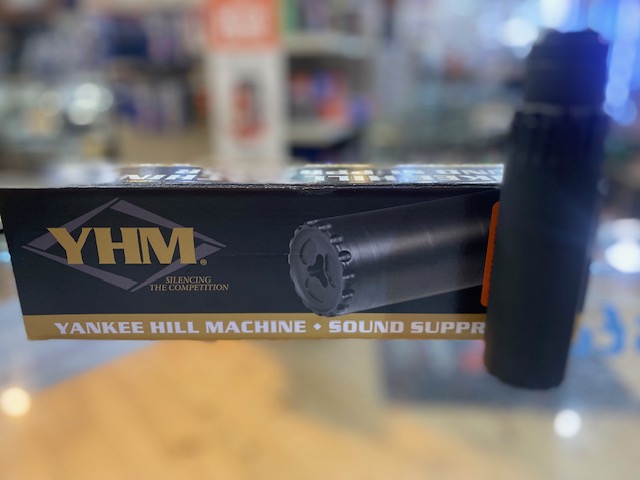 YHM®
SILENCING
THE COMPETITION
YANKEE HILL MACHINE • SOUND SUPPR